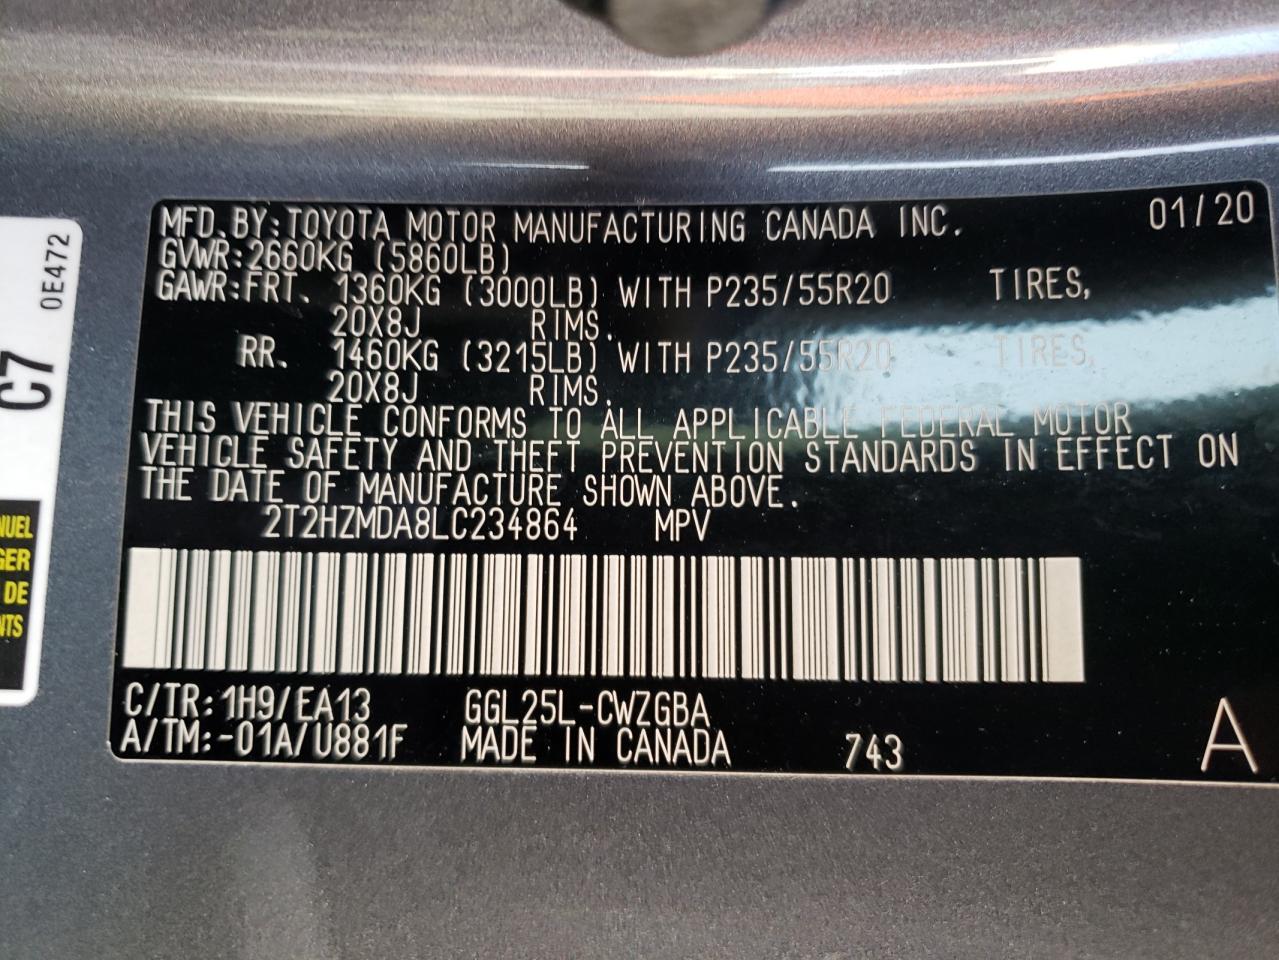 MFD.BY:TOYOTA MOTOR MANUFACTURING CANADA INC. 01/20
GVWR:2660KG (5860LB)
GAWR:FRT. 1360KG (3000LB) WITH P235/55R20 TIRES,
20X8J RIMS.
RR. 1460KG (3215LB) WITH P235/55R20 TIRES,
20X8J RIMS.
THIS VEHICLE CONFORMS TO ALL APPLICABLE FEDERAL MOTOR
VEHICLE SAFETY AND THEFT PREVENTION STANDARDS IN EFFECT ON
THE DATE OF MANUFACTURE SHOWN ABOVE.
2T2HZMDA8LC234864 MPV
C/TR:1H9/EA13 GGL25L-CWZGBA
A/TM:-01A/U881F MADE IN CANADA 743 A
0E472
C7
DE